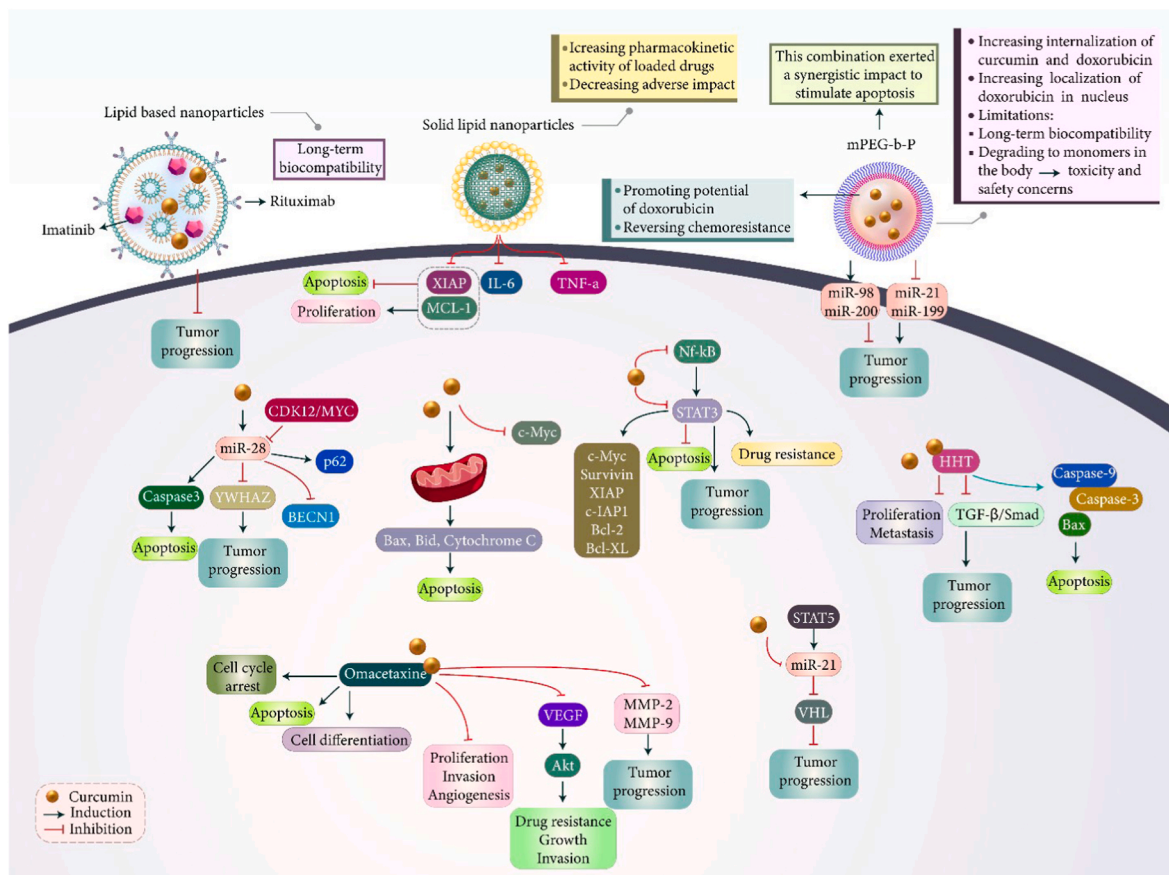 • Icreasing pharmacokinetic
activity of loaded drugs
• Decreasing adverse impact
This combination exerted
a synergistic impact to
stimulate apoptosis
• Increasing internalization of
curcumin and doxorubicin
• Increasing localization of
doxorubicin in nucleus
• Limitations:
▪ Long-term biocompatibility
▪ Degrading to monomers in
the body → toxicity and
safety concerns
Lipid based nanoparticles
Long-term
biocompatibility
Solid lipid nanoparticles
mPEG-b-P
• Promoting potential
of doxorubicin
• Reversing chemoresistance
Rituximab
Imatinib
Tumor
progression
Apoptosis
XIAP
IL-6
TNF-a
Proliferation
MCL-1
miR-98
miR-200
miR-21
miR-199
Tumor
progression
CDK12/MYC
miR-28
p62
Caspase3
YWHAZ
BECN1
Apoptosis
Tumor
progression
c-Myc
Bax, Bid, Cytochrome C
Apoptosis
Nf-kB
STAT3
c-Myc
Survivin
XIAP
c-IAP1
Bcl-2
Bcl-XL
Apoptosis
Drug resistance
Tumor
progression
HHT
Caspase-9
Caspase-3
Bax
Proliferation
Metastasis
TGF-β/Smad
Tumor
progression
Apoptosis
Cell cycle
arrest
Omacetaxine
Apoptosis
Cell differentiation
Proliferation
Invasion
Angiogenesis
VEGF
Akt
Drug resistance
Growth
Invasion
MMP-2
MMP-9
Tumor
progression
STAT5
miR-21
VHL
Tumor
progression
Curcumin
Induction
Inhibition